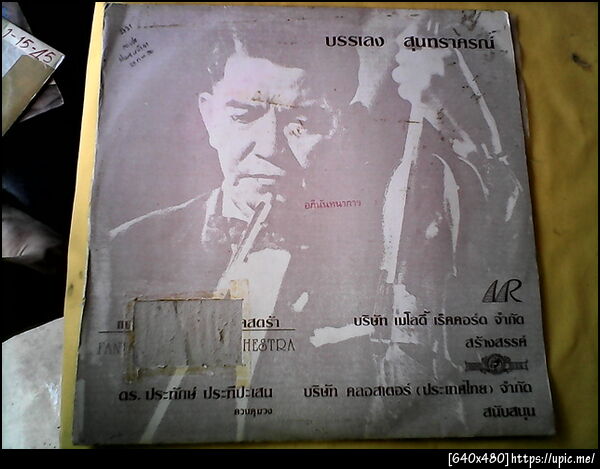 1-15-45
บรรเลง สุนทราภรณ์
อภินันทนาการ
บริษัท เมโลดี้ เร็คคอร์ด จำกัด
สร้างสรรค์
HESTRA
ดร. ประทักษ์ ประทีปะเสน
ควบคุมวง
บริษัท คลอสเตอร์ (ประเทศไทย) จำกัด
สนับสนุน
[640x480]https://upic.me/